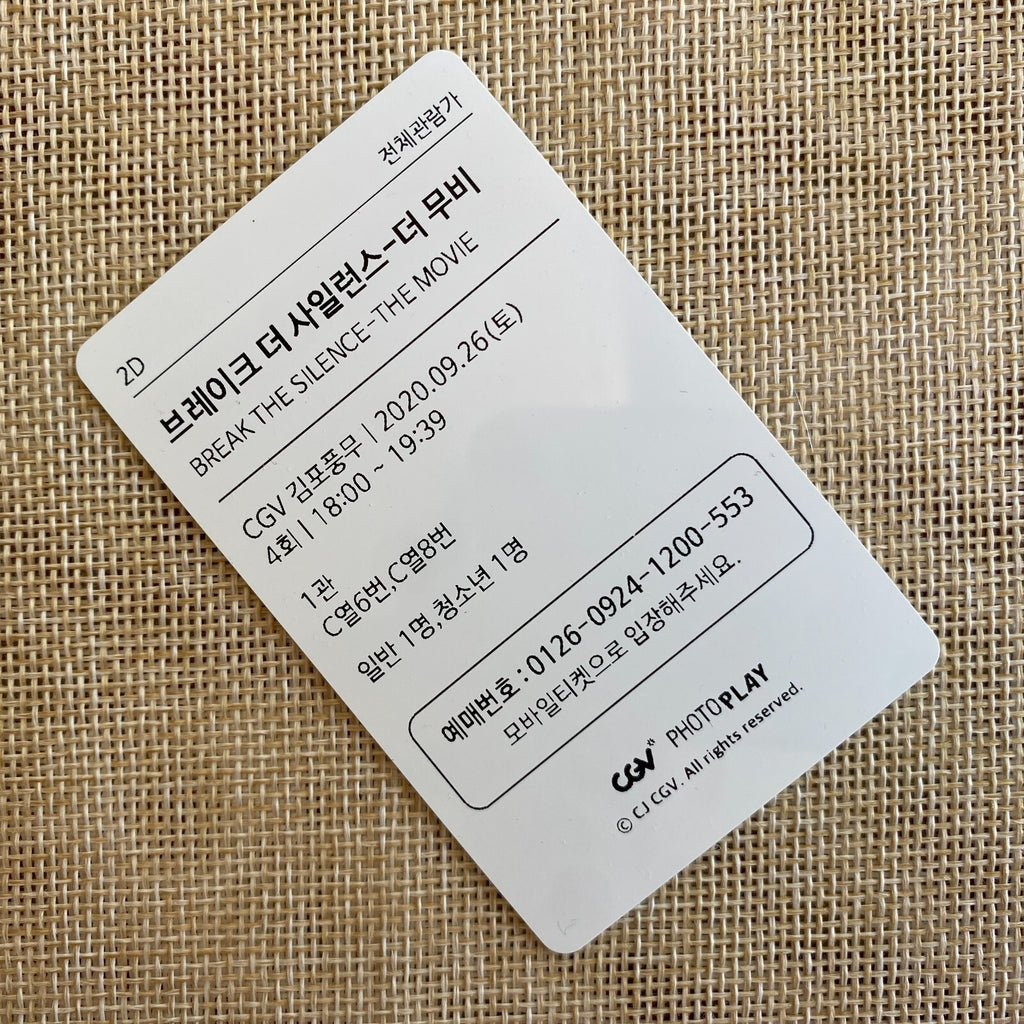 2D 전체관람가
브레이크 더 사일런스-더 무비
BREAK THE SILENCE-THE MOVIE
CGV 김포풍무 | 2020.09.26(토)
4회 | 18:00 ~ 19:39
1관
C열6번,C열8번
일반 1명,청소년 1명
예매번호 : 0126-0924-1200-553
모바일티켓으로 입장해주세요.
CGV PHOTOPLAY
© CJ CGV. All rights reserved.